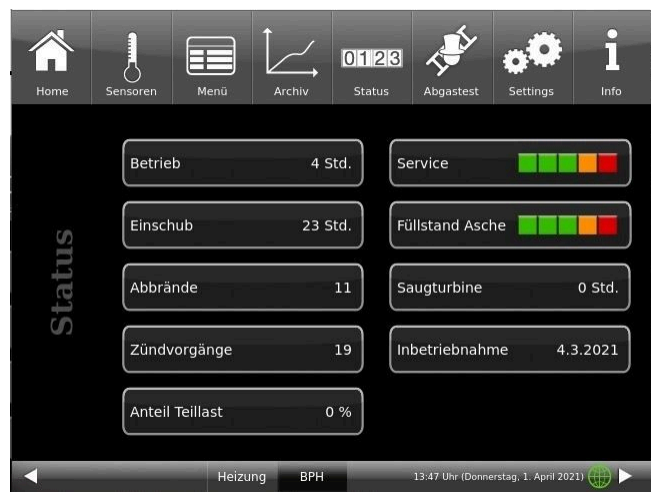 0123
Home Sensoren Menü Archiv Status Abgastest Settings Info
Betrieb 4 Std. Service
Einschub 23 Std. Füllstand Asche
Abbrände 11 Saugturbine 0 Std.
Zündvorgänge 19 Inbetriebnahme 4.3.2021
Anteil Teillast 0 %
Status
Heizung BPH 13:47 Uhr (Donnerstag, 1. April 2021)